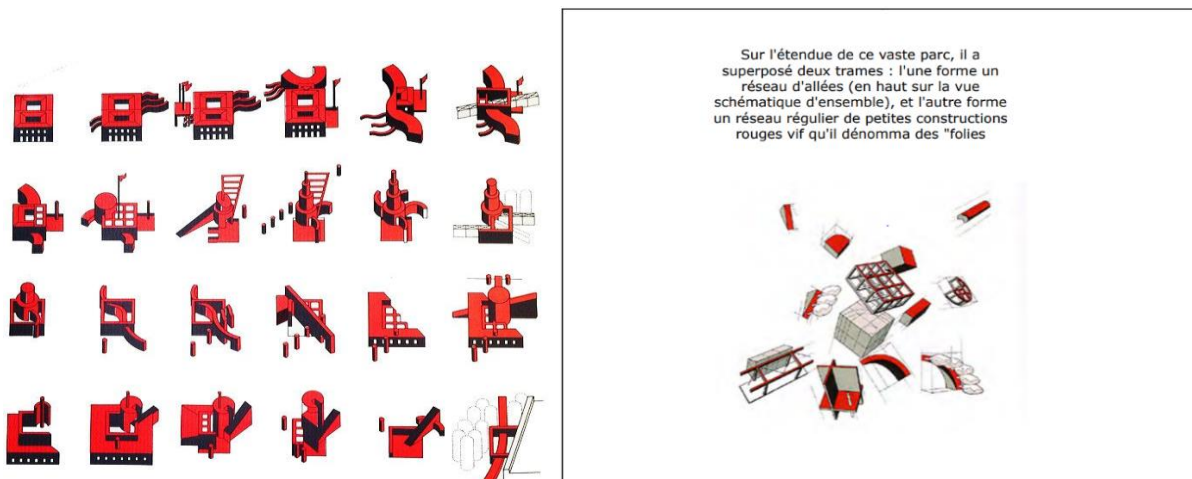 Sur l'étendue de ce vaste parc, il a
superposé deux trames : l'une forme un
réseau d'allées (en haut sur la vue
schématique d'ensemble), et l'autre forme
un réseau régulier de petites constructions
rouges vif qu'il dénomma des "folies